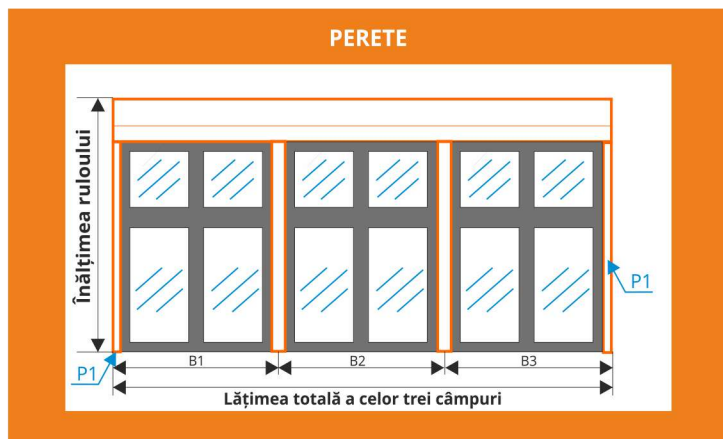 PERETE
Înălțimea ruloului
P1
P1
B1 B2 B3
Lățimea totală a celor trei câmpuri